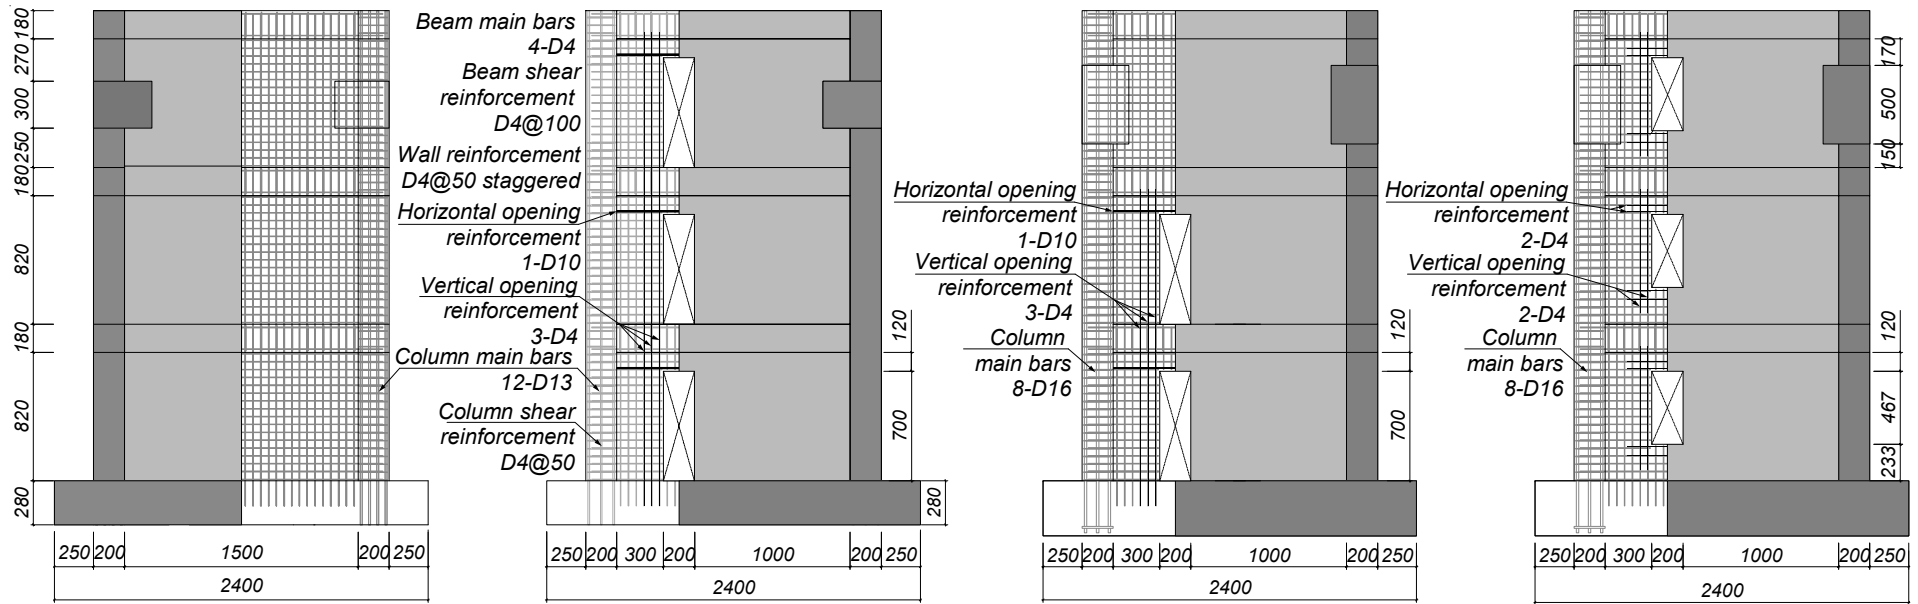 180
270
300
250
180
820
180
820
280
250 200 1500 200 250
2400
Beam main bars
4-D4
Beam shear
reinforcement
D4@100
Wall reinforcement
D4@50 staggered
Horizontal opening
reinforcement
1-D10
Vertical opening
reinforcement
3-D4
Column main bars
12-D13
Column shear
reinforcement
D4@50
120
700
280
250 200 300 200 1000 200 250
2400
Horizontal opening
reinforcement
1-D10
Vertical opening
reinforcement
3-D4
Column
main bars
8-D16
120
700
250 200 300 200 1000 200 250
2400
Horizontal opening
reinforcement
2-D4
Vertical opening
reinforcement
2-D4
Column
main bars
8-D16
170
500
150
120
467
233
250 200 300 200 1000 200 250
2400